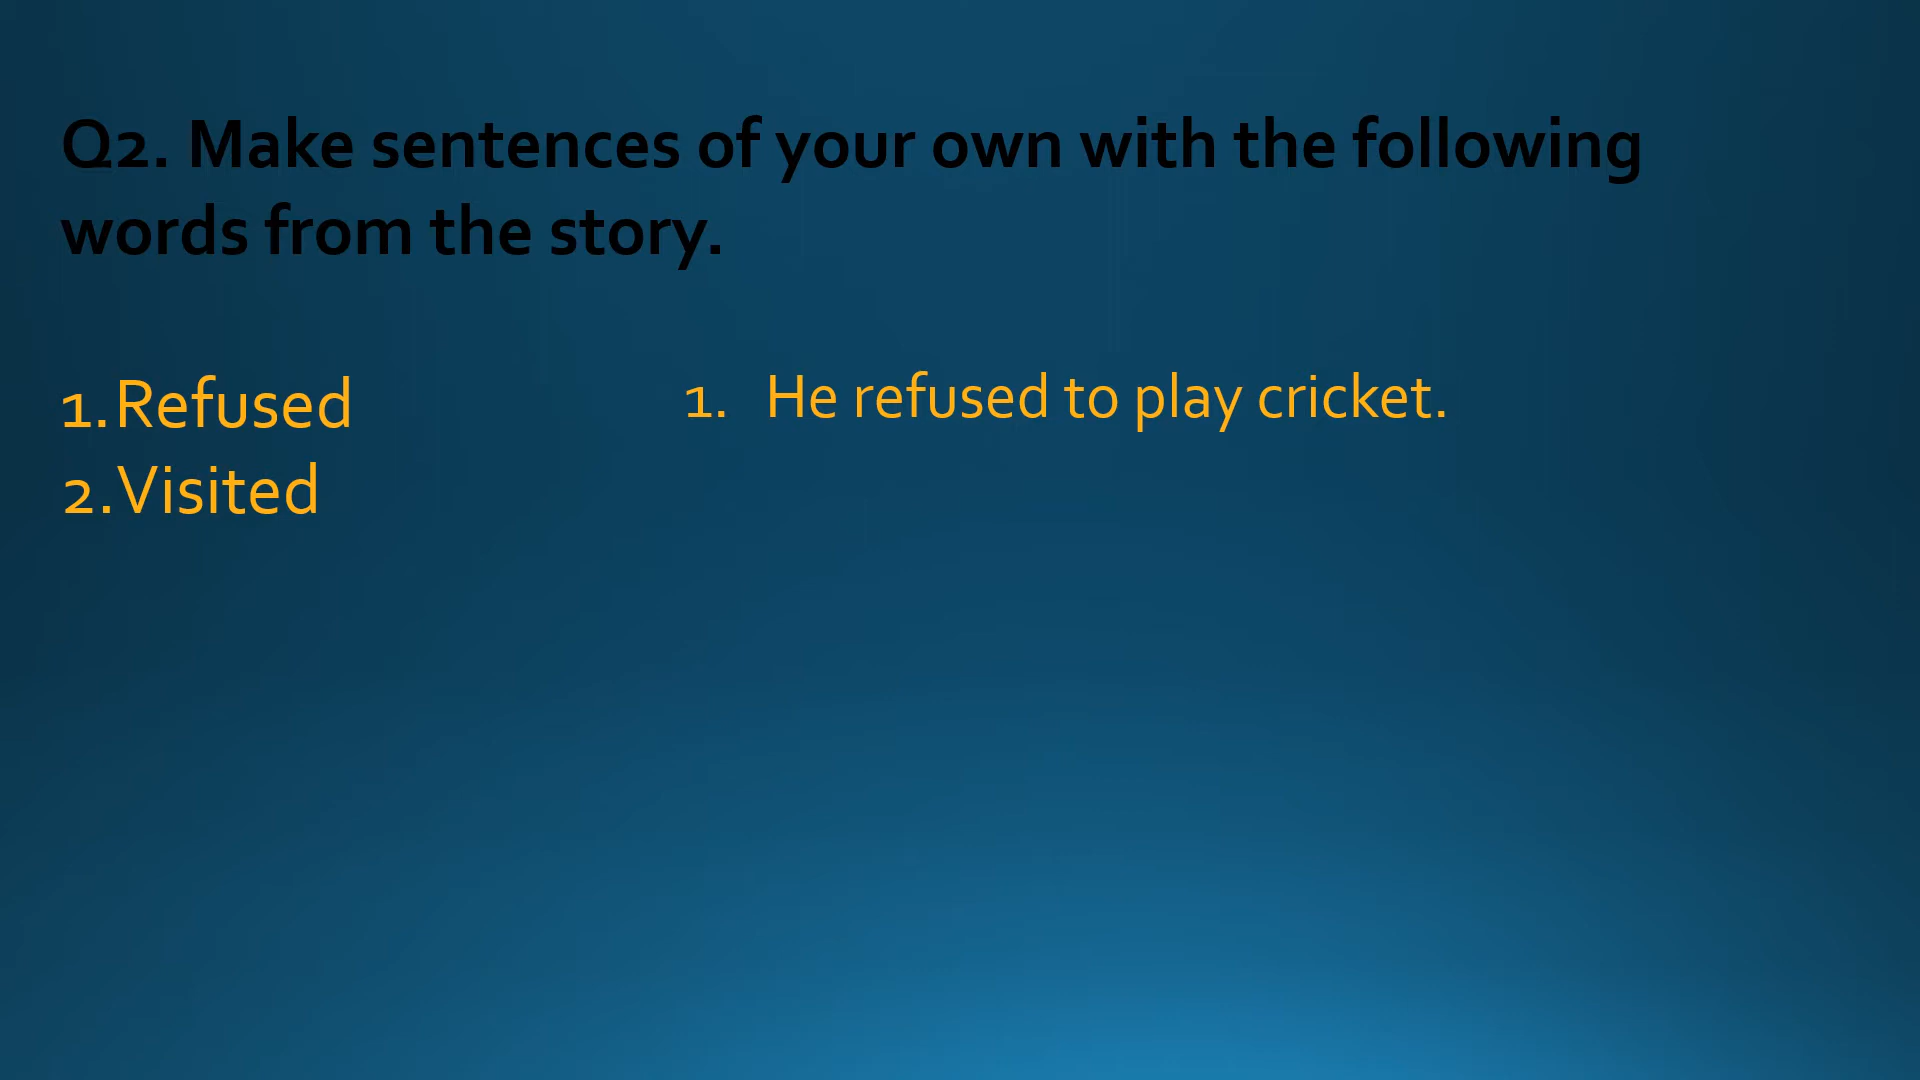 Q2. Make sentences of your own with the following
words from the story.
1.Refused
2.Visited
1. He refused to play cricket.